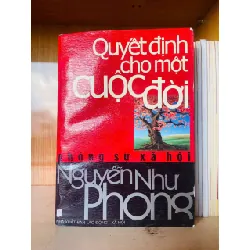 Quyết định
cho một
cuộc
đời
phóng sự xã hội
Nguyễn Như
Phong